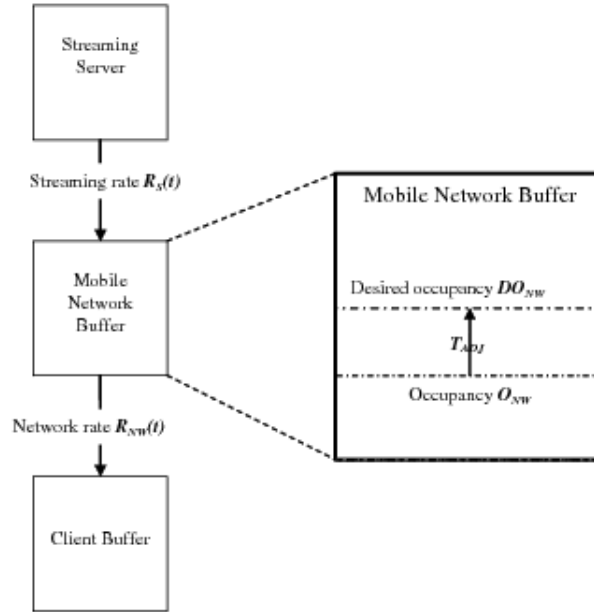 Streaming
Server
Streaming rate R_S(t)
Mobile Network Buffer
Mobile
Network
Buffer
Desired occupancy DO_NW
T_ADJ
Occupancy O_NW
Network rate R_NW(t)
Client Buffer